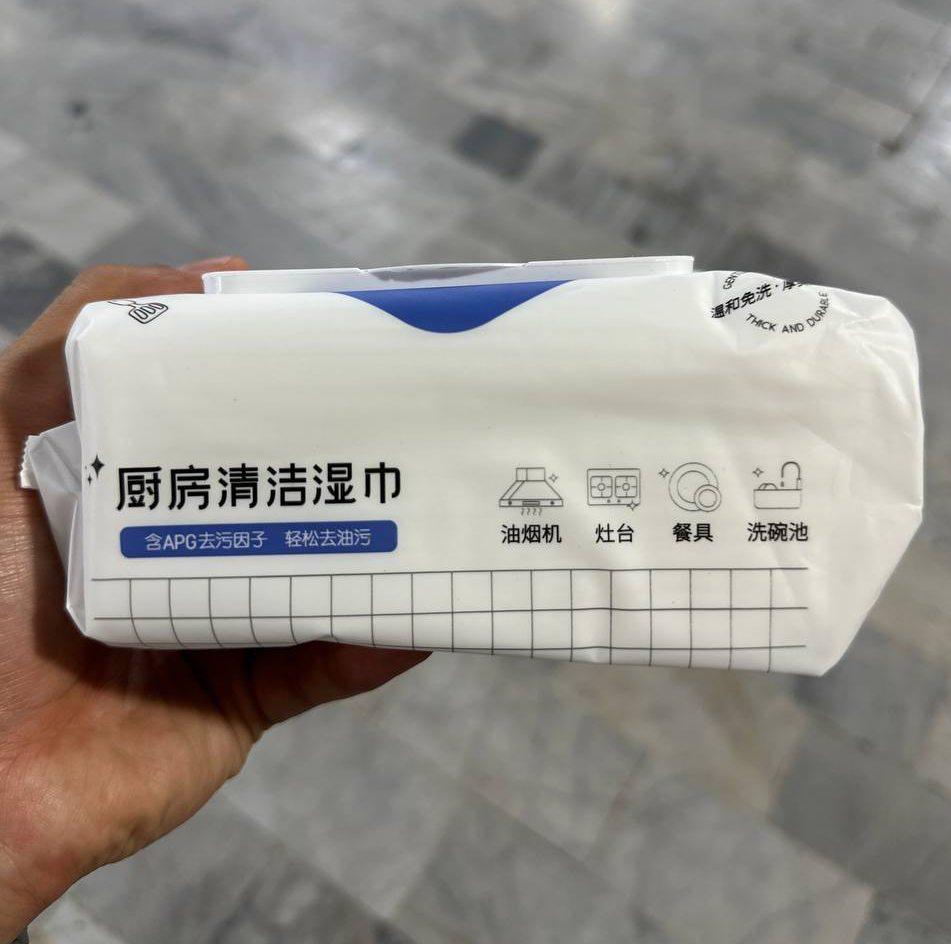 温和免洗·厚
THICK AND DURABLE
厨房清洁湿巾
含APG去污因子 轻松去油污
油烟机 灶台 餐具 洗碗池